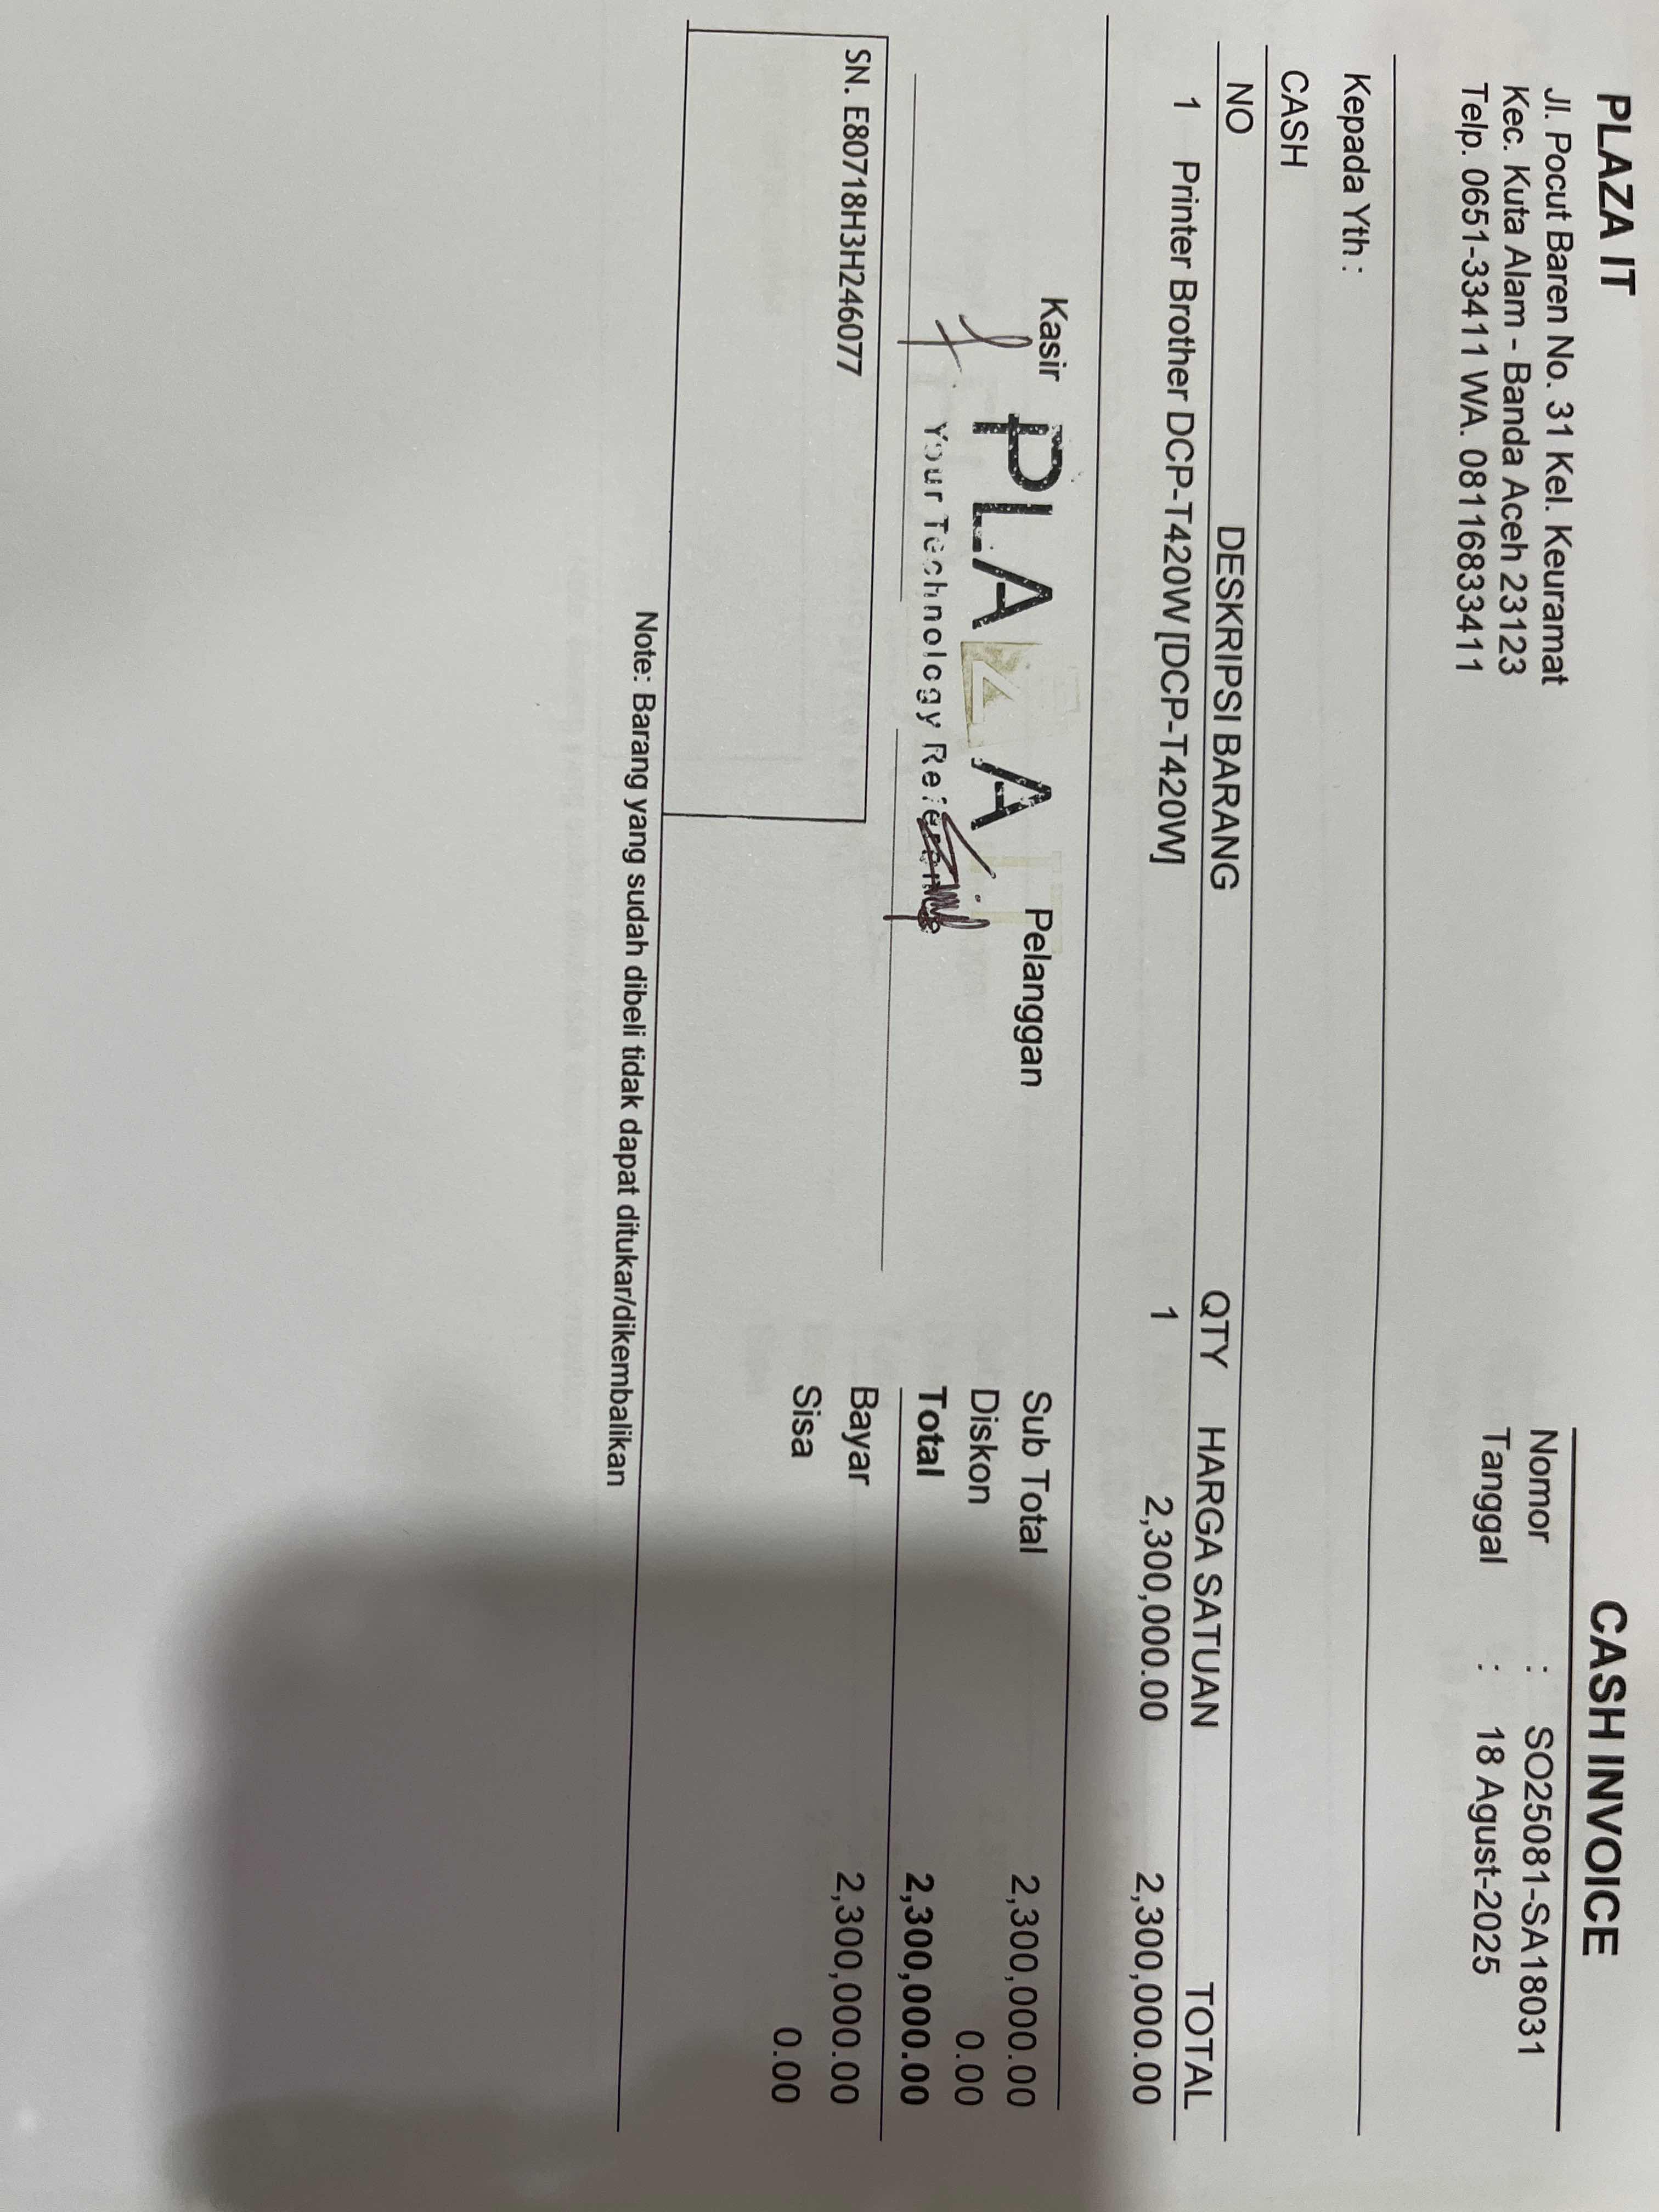 PLAZA IT
Jl. Pocut Baren No. 31 Kel. Keuramat
Kec. Kuta Alam - Banda Aceh 23123
Telp. 0651-33411 WA. 08116833411
CASH INVOICE
Nomor : SO25081-SA18031
Tanggal : 18 Agust-2025
Kepada Yth :
CASH
NO DESKRIPSI BARANG QTY HARGA SATUAN TOTAL
1 Printer Brother DCP-T420W [DCP-T420W] 1 2,300,000.00 2,300,000.00
Kasir Pelanggan
PLAZA IT
Your Technology Reference
Sub Total 2,300,000.00
Diskon 0.00
Total 2,300,000.00
Bayar 2,300,000.00
Sisa 0.00
SN. E80718H3H246077
Note: Barang yang sudah dibeli tidak dapat ditukar/dikembalikan